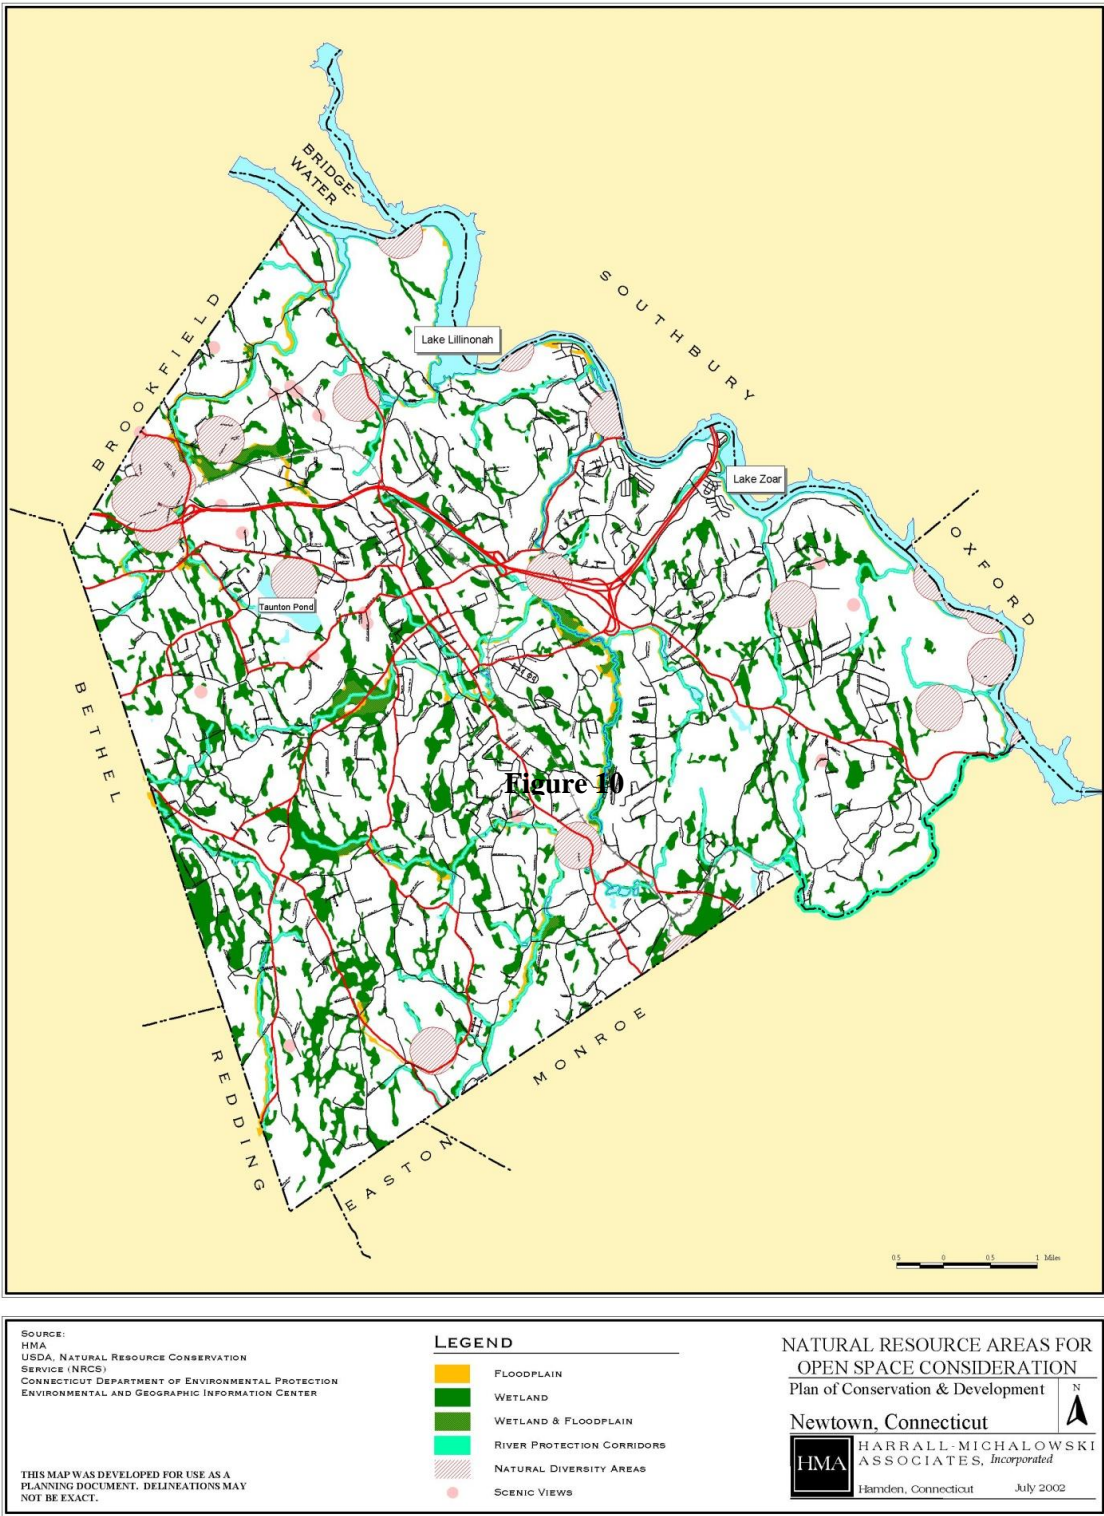 BRIDGE-
WATER
SOUTHBURY
BROOKFIELD
Lake Lillinonah
Lake Zoar
OXFORD
Taunton Pond
BETHEL
Figure 10
MONROE
REDDING
EASTON
0.5 0 0.5 1 Miles
SOURCE:
HMA
USDA, NATURAL RESOURCE CONSERVATION
SERVICE (NRCS)
CONNECTICUT DEPARTMENT OF ENVIRONMENTAL PROTECTION
ENVIRONMENTAL AND GEOGRAPHIC INFORMATION CENTER
THIS MAP WAS DEVELOPED FOR USE AS A
PLANNING DOCUMENT. DELINEATIONS MAY
NOT BE EXACT.
LEGEND
FLOODPLAIN
WETLAND
WETLAND & FLOODPLAIN
RIVER PROTECTION CORRIDORS
NATURAL DIVERSITY AREAS
SCENIC VIEWS
NATURAL RESOURCE AREAS FOR
OPEN SPACE CONSIDERATION
Plan of Conservation & Development
N
Newtown, Connecticut
HMA
HARRALL-MICHALOWSKI
ASSOCIATES, Incorporated
Hamden, Connecticut July 2002